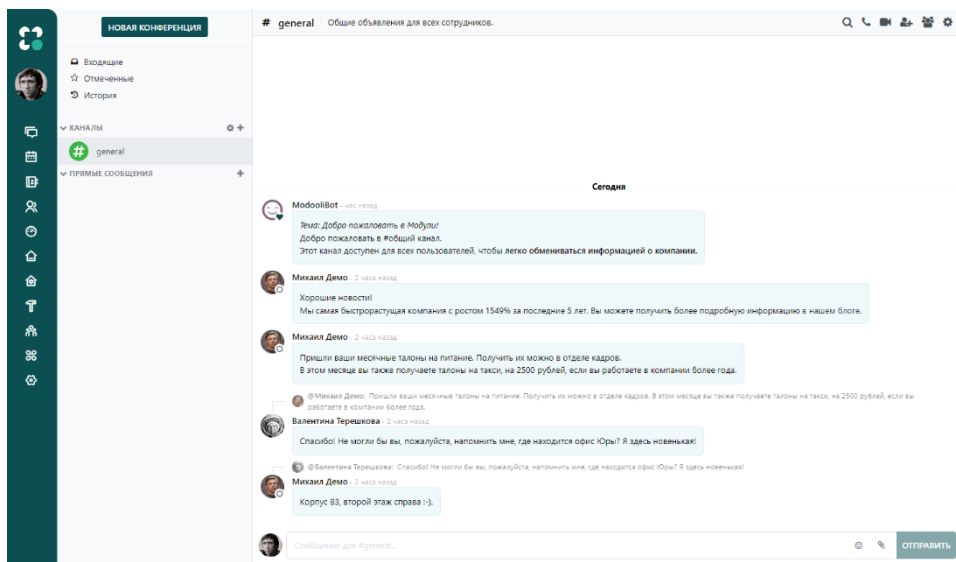 НОВАЯ КОНФЕРЕНЦИЯ
# general
Общие объявления для всех сотрудников.
Входящие
Отмеченные
История
КАНАЛЫ
# general
ПРЯМЫЕ СООБЩЕНИЯ
Сегодня
ModooliBot - час назад
Тема: Добро пожаловать в Модули!
Добро пожаловать в #общий канал.
Этот канал доступен для всех пользователей, чтобы легко обмениваться информацией о компании.
Михаил Демо - 2 часа назад
Хорошие новости!
Мы самая быстрорастущая компания с ростом 1549% за последние 5 лет. Вы можете получить более подробную информацию в нашем блоге.
Михаил Демо - 2 часа назад
Пришли ваши месячные талоны на питание. Получить их можно в отделе кадров.
В этом месяце вы также получаете талоны на такси, на 2500 рублей, если вы работаете в компании более года.
@Михаил Демо: Пришли ваши месячные талоны на питание. Получить их можно в отделе кадров. В этом месяце вы также получаете талоны на такси, на 2500 рублей, если вы
работаете в компании более года.
Валентина Терешкова - 2 часа назад
Спасибо! Не могли бы вы, пожалуйста, напомнить мне, где находится офис Юры? Я здесь новенькая!
@Валентина Терешкова: Спасибо! Не могли бы вы, пожалуйста, напомнить мне, где находится офис Юры? Я здесь новенькая!
Михаил Демо - 2 часа назад
Корпус B3, второй этаж справа :-).
Сообщение для #general...
ОТПРАВИТЬ